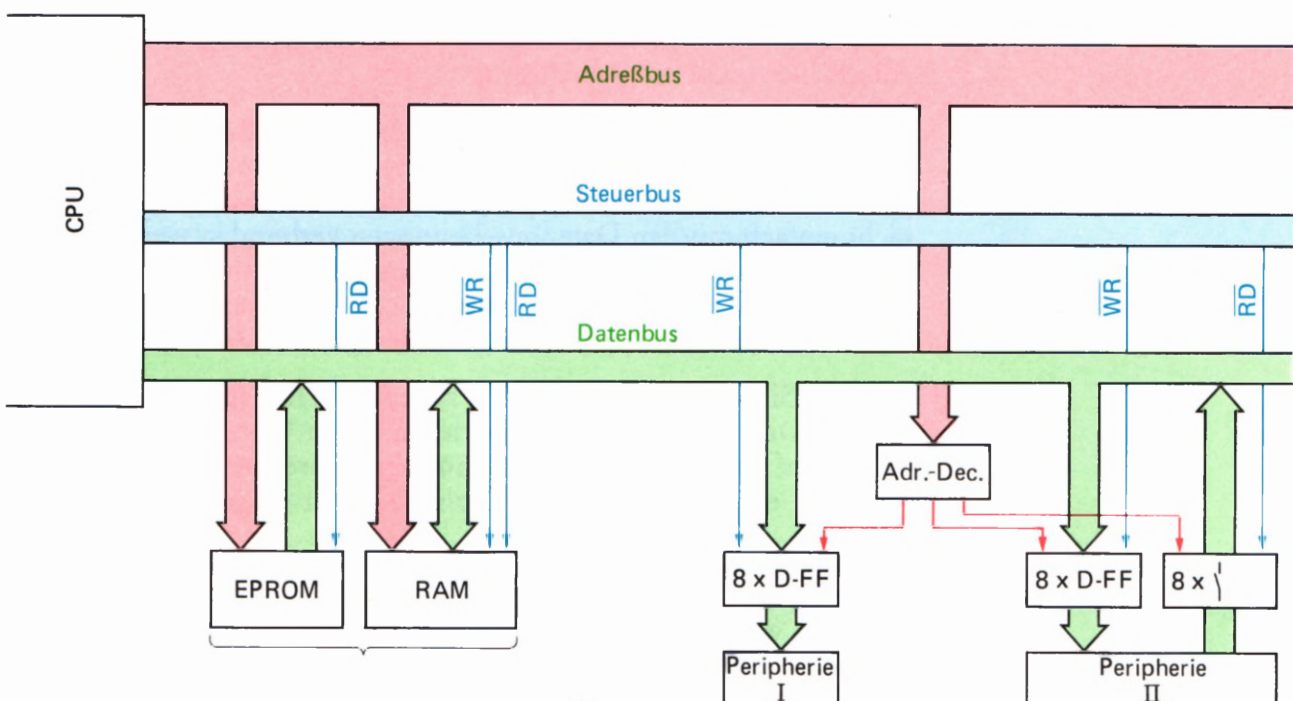 Adreßbus
CPU
Steuerbus
RD
WR
RD
WR
WR
RD
Datenbus
Adr.-Dec.
EPROM
RAM
8 x D-FF
8 x D-FF
8 x
Peripherie
I
Peripherie
II